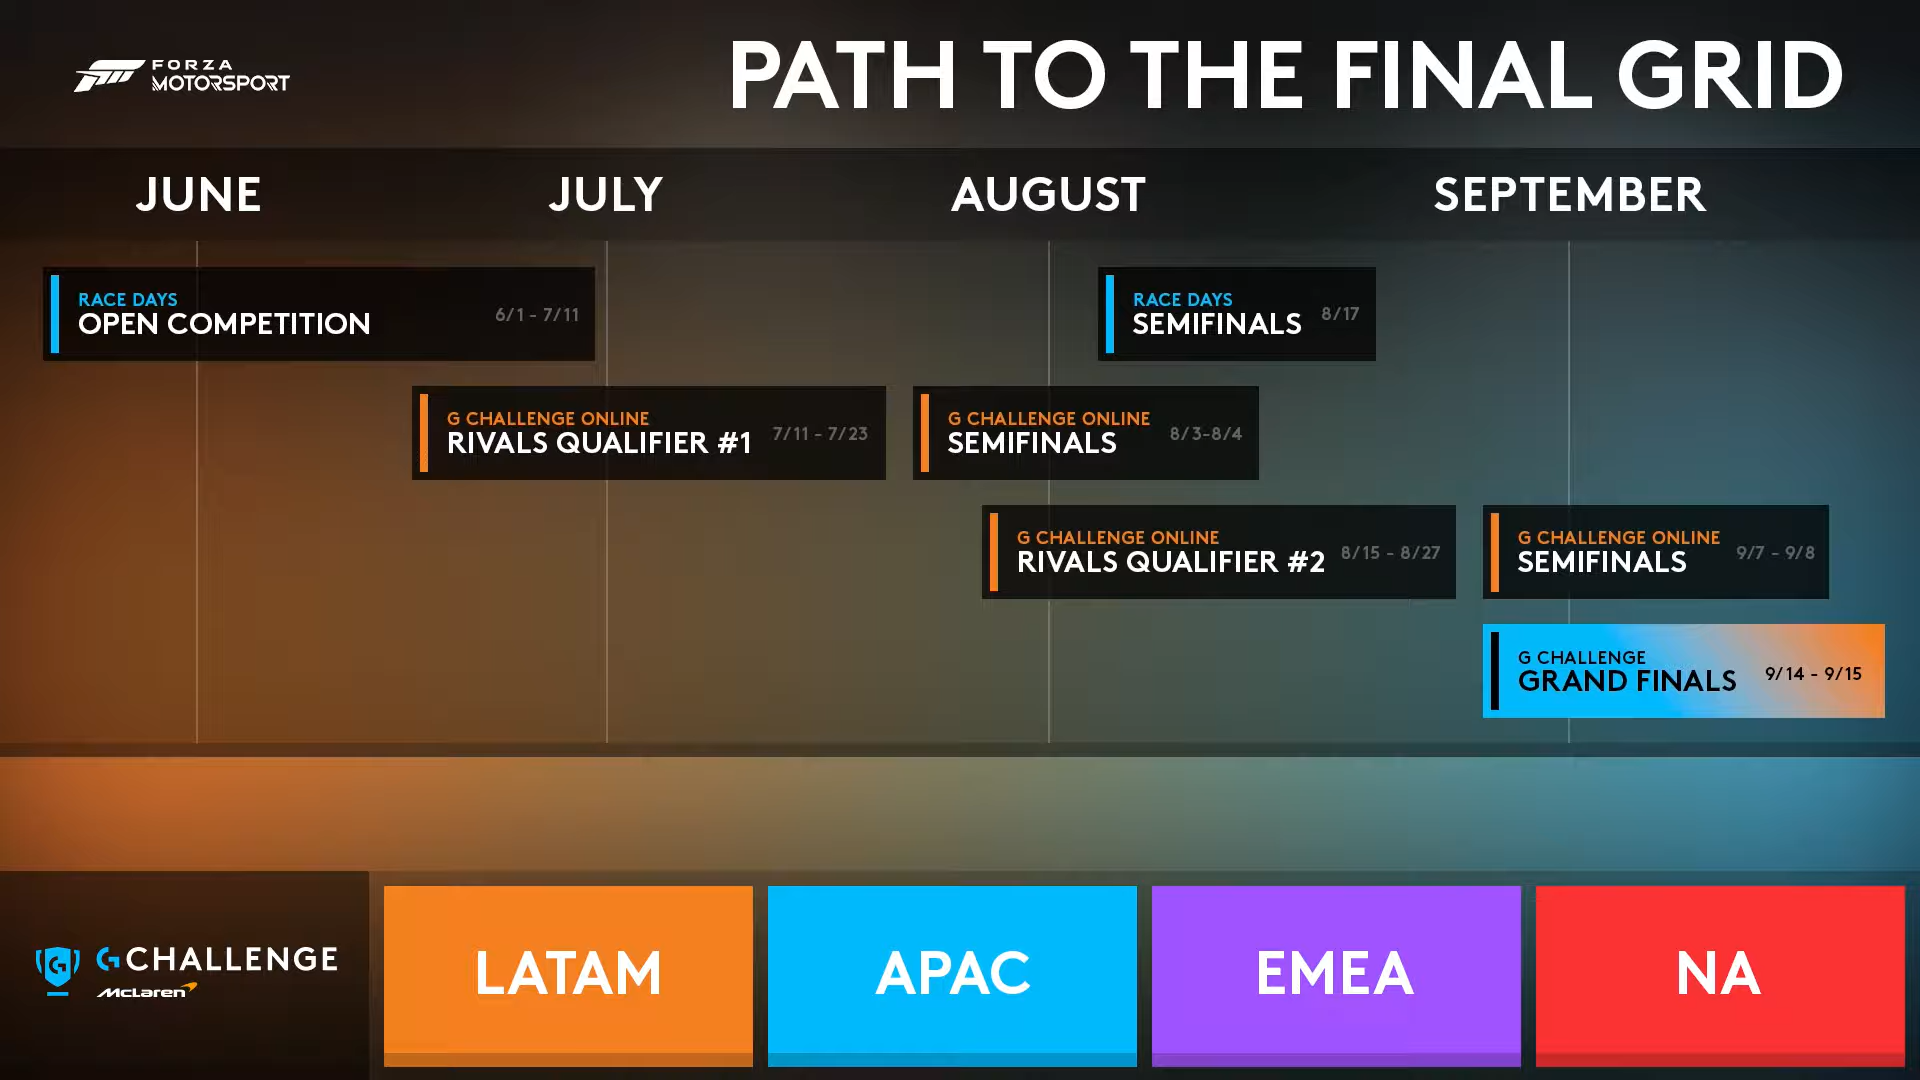 FORZA
MOTORSPORT
PATH TO THE FINAL GRID
JUNE
JULY
AUGUST
SEPTEMBER
RACE DAYS
OPEN COMPETITION
6/1 - 7/11
RACE DAYS
SEMIFINALS
8/17
G CHALLENGE ONLINE
RIVALS QUALIFIER #1
7/11 - 7/23
G CHALLENGE ONLINE
SEMIFINALS
8/3-8/4
G CHALLENGE ONLINE
RIVALS QUALIFIER #2
8/15 - 8/27
G CHALLENGE ONLINE
SEMIFINALS
9/7 - 9/8
G CHALLENGE
GRAND FINALS
9/14 - 9/15
G CHALLENGE
McLaren
LATAM
APAC
EMEA
NA